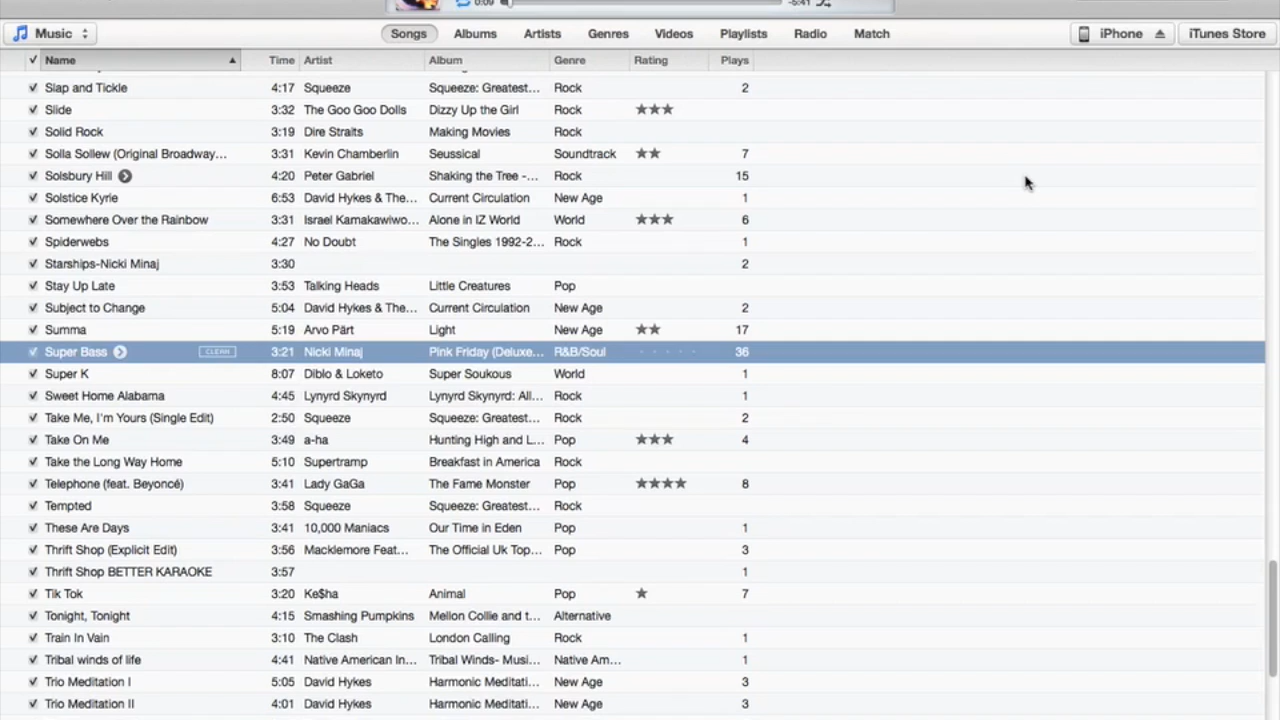 0:09 -5:41
Music Songs Albums Artists Genres Videos Playlists Radio Match iPhone iTunes Store
Name Time Artist Album Genre Rating Plays
Slap and Tickle 4:17 Squeeze Squeeze: Greatest... Rock 2
Slide 3:32 The Goo Goo Dolls Dizzy Up the Girl Rock ★★★
Solid Rock 3:19 Dire Straits Making Movies Rock
Solla Sollew (Original Broadway... 3:31 Kevin Chamberlin Seussical Soundtrack ★★ 7
Solsbury Hill 4:20 Peter Gabriel Shaking the Tree -... Rock 15
Solstice Kyrie 6:53 David Hykes & The... Current Circulation New Age 1
Somewhere Over the Rainbow 3:31 Israel Kamakawiwo... Alone in IZ World World ★★★ 6
Spiderwebs 4:27 No Doubt The Singles 1992-2... Rock 1
Starships-Nicki Minaj 3:30 2
Stay Up Late 3:53 Talking Heads Little Creatures Pop
Subject to Change 5:04 David Hykes & The... Current Circulation New Age 2
Summa 5:19 Arvo Pärt Light New Age ★★ 17
Super Bass CLEAN 3:21 Nicki Minaj Pink Friday (Deluxe... R&B/Soul 36
Super K 8:07 Diblo & Loketo Super Soukous World 1
Sweet Home Alabama 4:45 Lynyrd Skynyrd Lynyrd Skynyrd: All... Rock 1
Take Me, I'm Yours (Single Edit) 2:50 Squeeze Squeeze: Greatest... Rock 2
Take On Me 3:49 a-ha Hunting High and L... Pop ★★★ 4
Take the Long Way Home 5:10 Supertramp Breakfast in America Rock
Telephone (feat. Beyoncé) 3:41 Lady GaGa The Fame Monster Pop ★★★★ 8
Tempted 3:58 Squeeze Squeeze: Greatest... Rock
These Are Days 3:41 10,000 Maniacs Our Time in Eden Pop 1
Thrift Shop (Explicit Edit) 3:56 Macklemore Feat... The Official Uk Top... Pop 3
Thrift Shop BETTER KARAOKE 3:57 1
Tik Tok 3:20 Ke$ha Animal Pop ★ 7
Tonight, Tonight 4:15 Smashing Pumpkins Mellon Collie and t... Alternative
Train In Vain 3:10 The Clash London Calling Rock 1
Tribal winds of life 4:41 Native American In... Tribal Winds- Musi... Native Am... 1
Trio Meditation I 5:05 David Hykes Harmonic Meditati... New Age 3
Trio Meditation II 4:01 David Hykes Harmonic Meditati... New Age 3